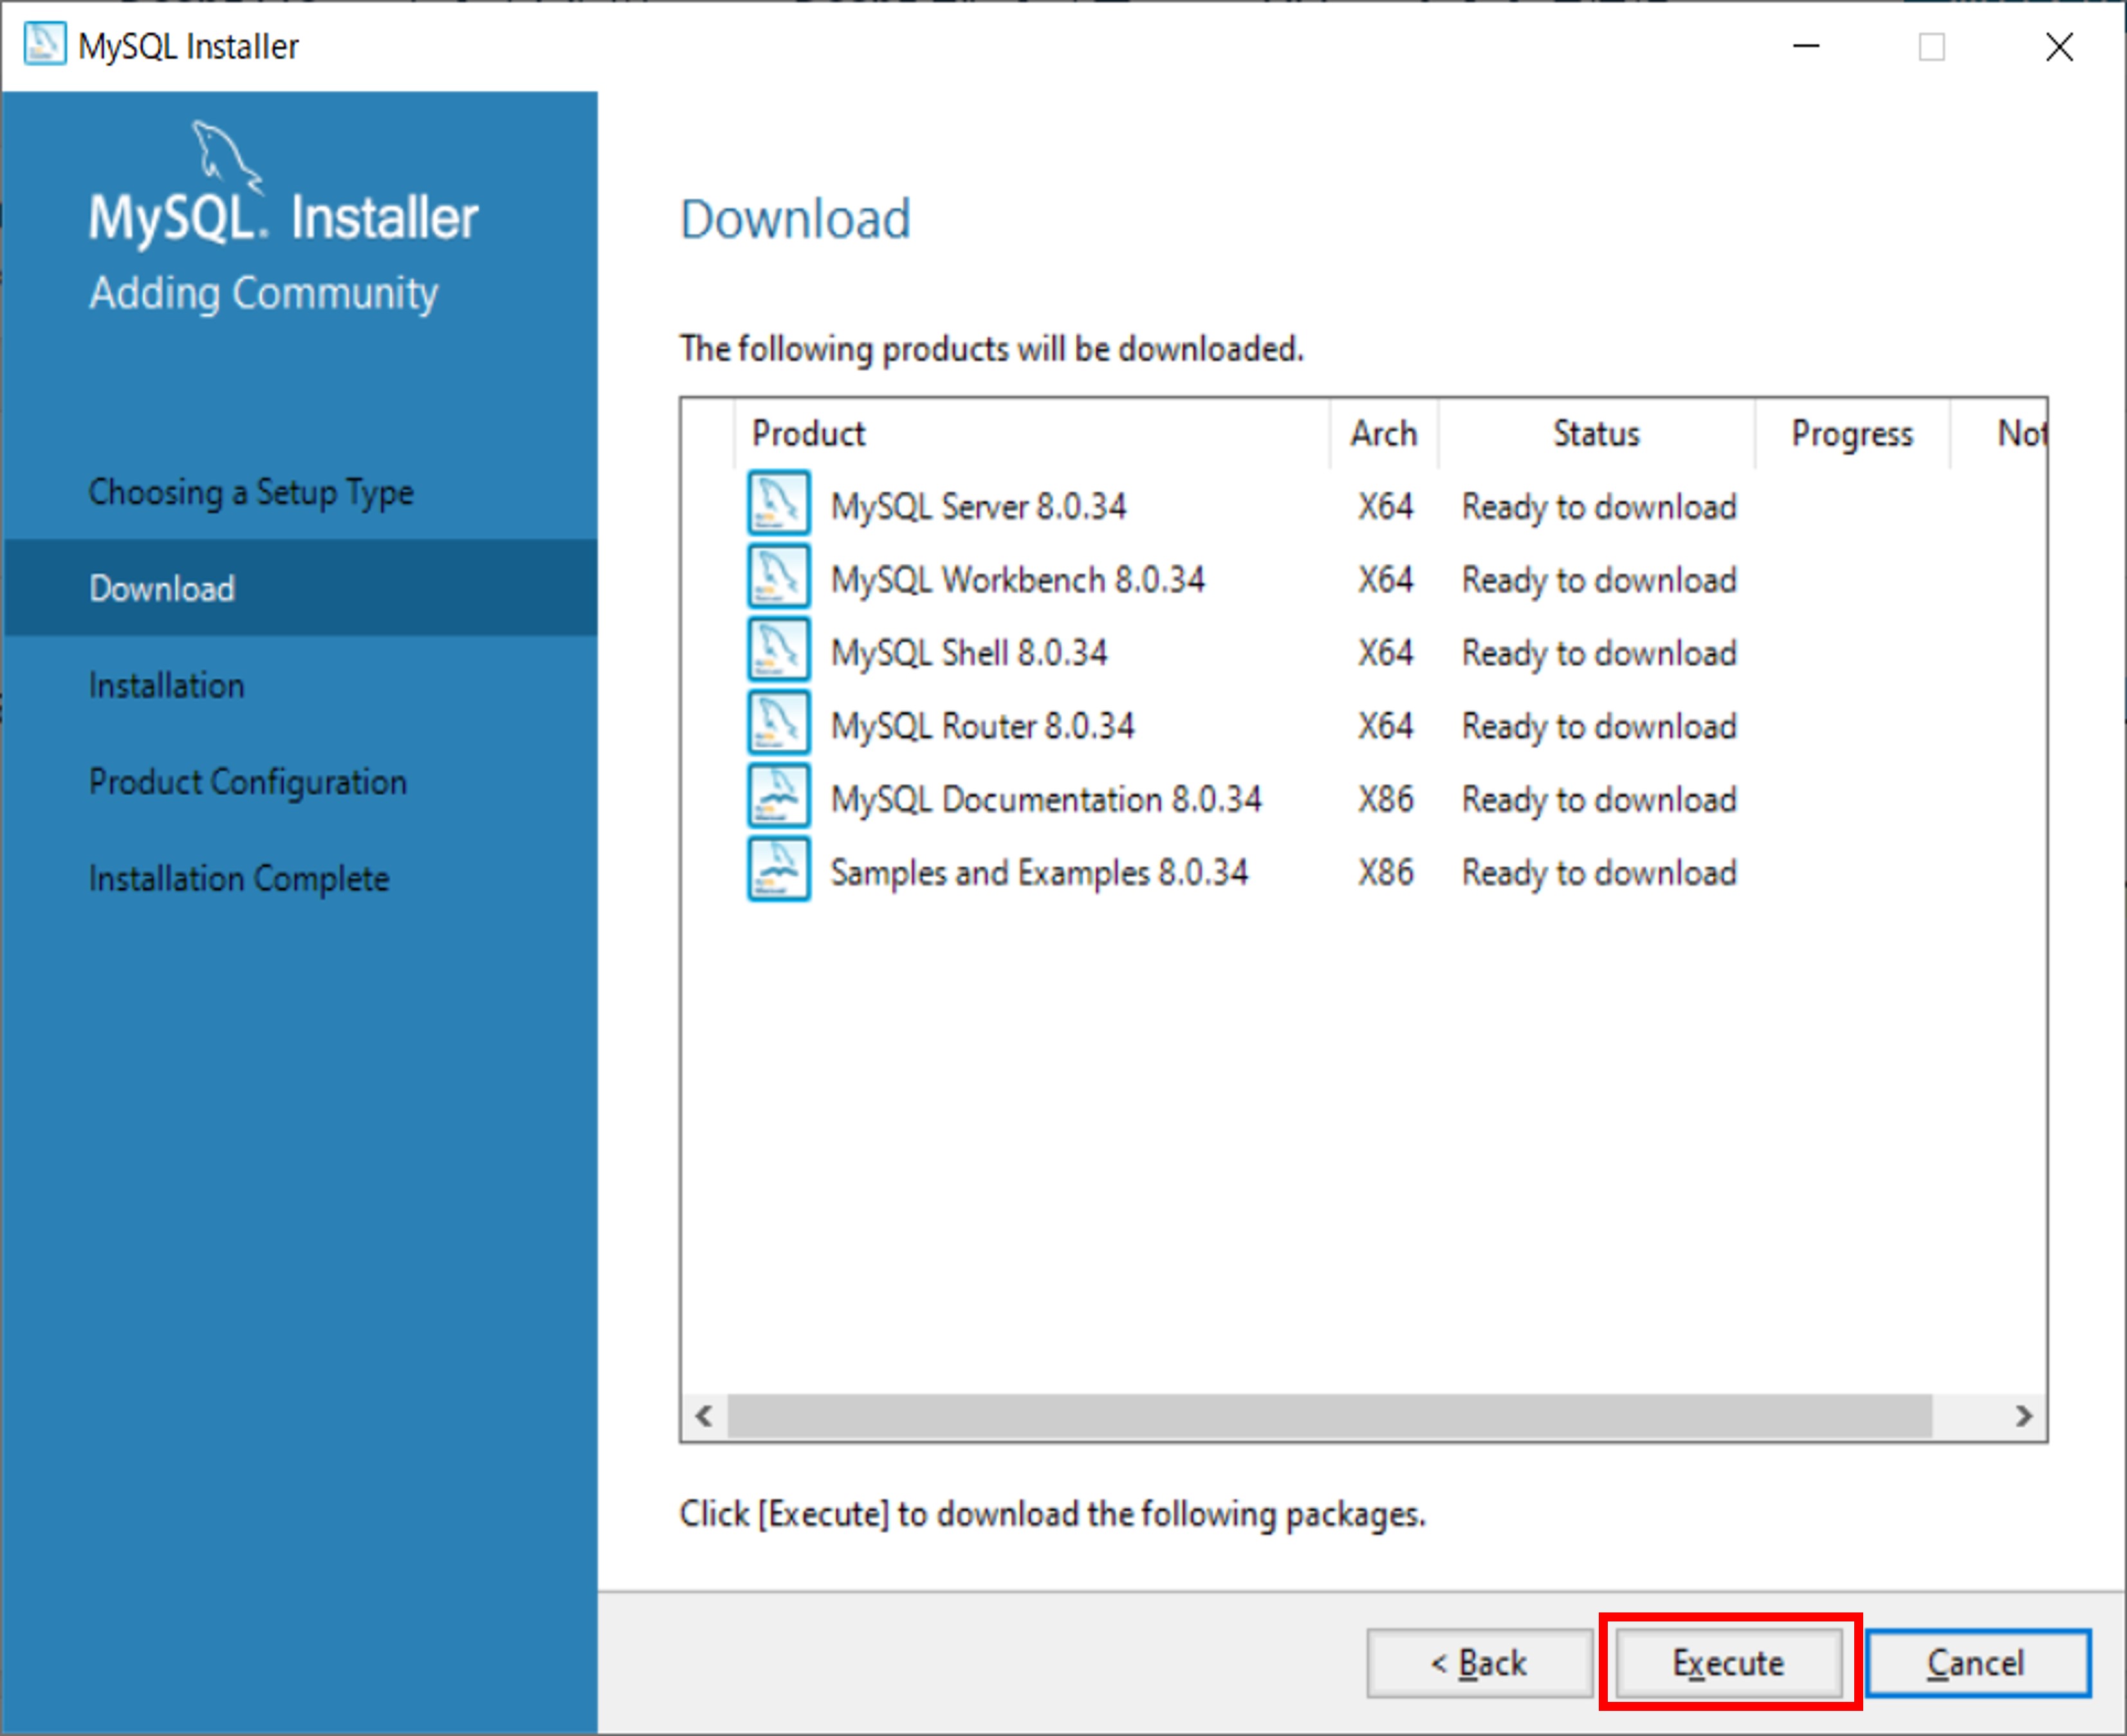 MySQL Installer
MySQL. Installer
Adding Community
Choosing a Setup Type
Download
Installation
Product Configuration
Installation Complete
Download
The following products will be downloaded.
Product Arch Status Progress Not
MySQL Server 8.0.34 X64 Ready to download
MySQL Workbench 8.0.34 X64 Ready to download
MySQL Shell 8.0.34 X64 Ready to download
MySQL Router 8.0.34 X64 Ready to download
MySQL Documentation 8.0.34 X86 Ready to download
Samples and Examples 8.0.34 X86 Ready to download
Click [Execute] to download the following packages.
< Back Execute Cancel